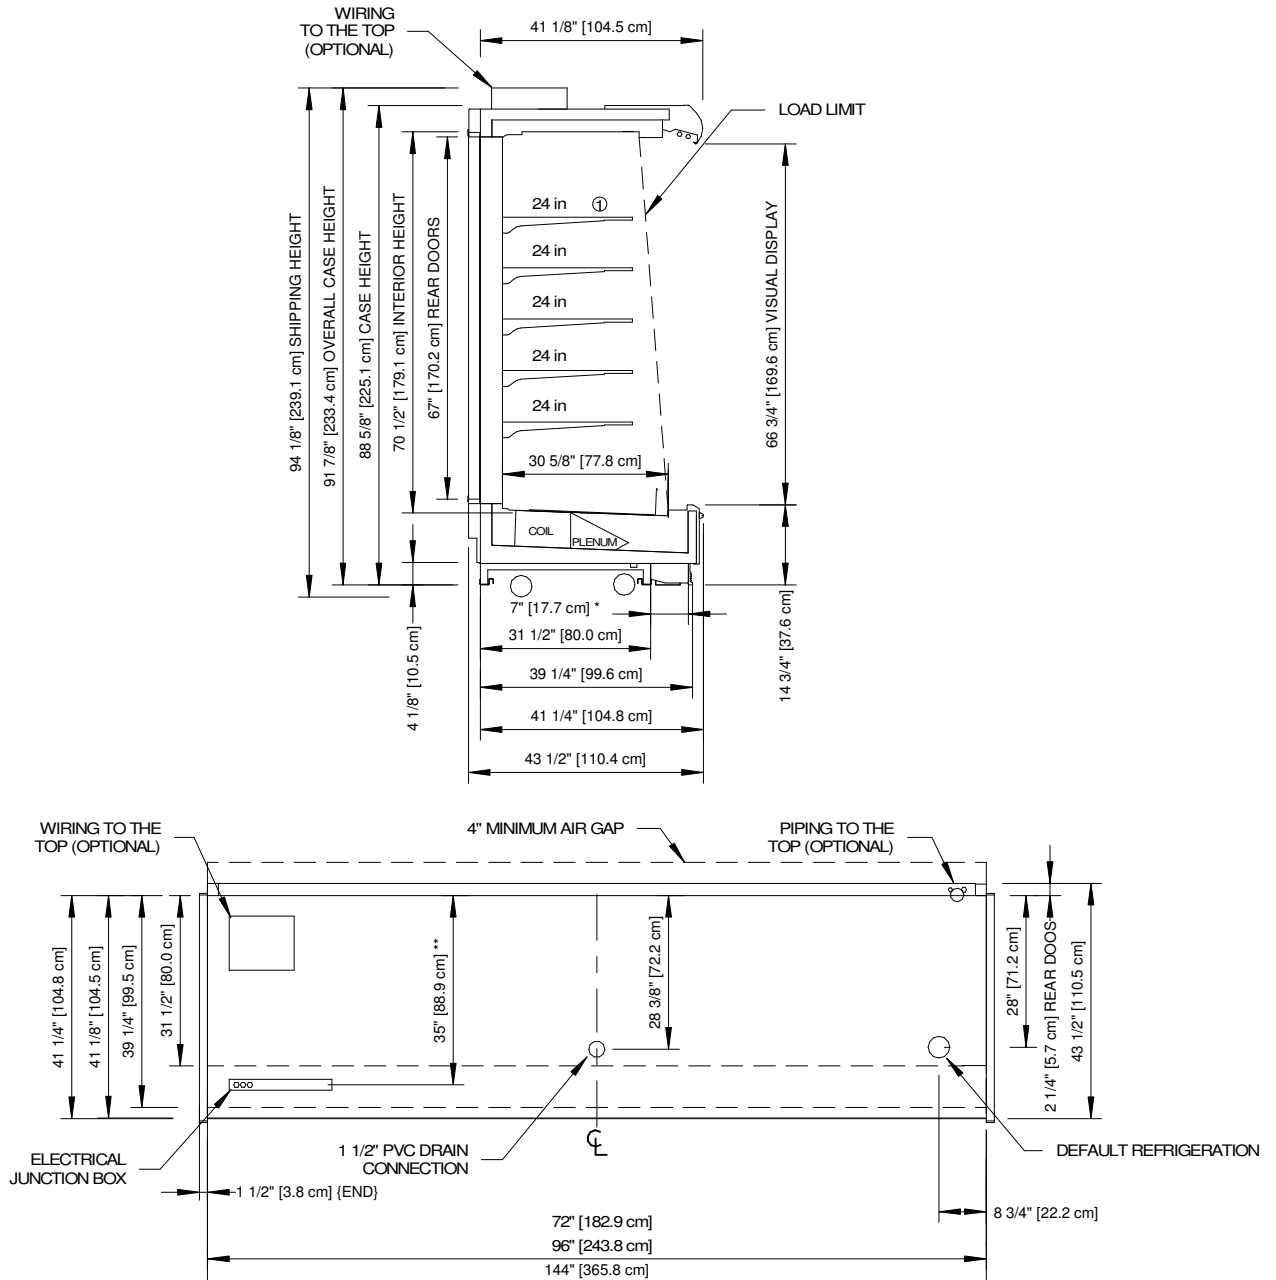 WIRING
TO THE TOP
(OPTIONAL)
41 1/8" [104.5 cm]
LOAD LIMIT
94 1/8" [239.1 cm] SHIPPING HEIGHT
91 7/8" [233.4 cm] OVERALL CASE HEIGHT
88 5/8" [225.1 cm] CASE HEIGHT
70 1/2" [179.1 cm] INTERIOR HEIGHT
67" [170.2 cm] REAR DOORS
24 in ①
24 in
24 in
24 in
24 in
66 3/4" [169.6 cm] VISUAL DISPLAY
30 5/8" [77.8 cm]
COIL
PLENUM
4 1/8" [10.5 cm]
7" [17.7 cm] *
31 1/2" [80.0 cm]
39 1/4" [99.6 cm]
41 1/4" [104.8 cm]
43 1/2" [110.4 cm]
14 3/4" [37.6 cm]
WIRING TO THE
TOP (OPTIONAL)
4" MINIMUM AIR GAP
PIPING TO THE
TOP (OPTIONAL)
41 1/4" [104.8 cm]
41 1/8" [104.5 cm]
39 1/4" [99.5 cm]
31 1/2" [80.0 cm]
35" [88.9 cm] **
28 3/8" [72.2 cm]
28" [71.2 cm]
2 1/4" [5.7 cm] REAR DOOS
43 1/2" [110.5 cm]
ELECTRICAL
JUNCTION BOX
1 1/2" PVC DRAIN
CONNECTION
℄
DEFAULT REFRIGERATION
1 1/2" [3.8 cm] {END}
8 3/4" [22.2 cm]
72" [182.9 cm]
96" [243.8 cm]
144" [365.8 cm]